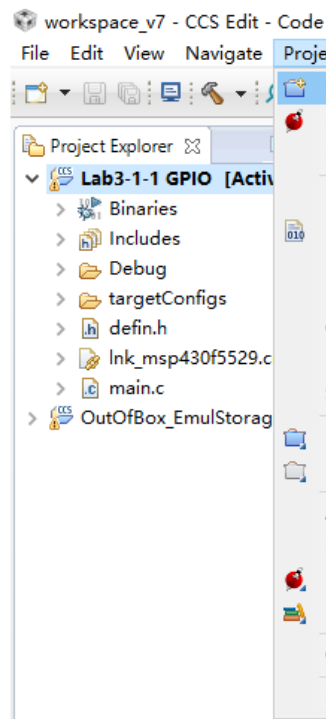 workspace_v7 - CCS Edit - Code
File Edit View Navigate Proje
Project Explorer
Lab3-1-1 GPIO [Activ
Binaries
Includes
Debug
targetConfigs
defin.h
lnk_msp430f5529.c
main.c
OutOfBox_EmulStorag